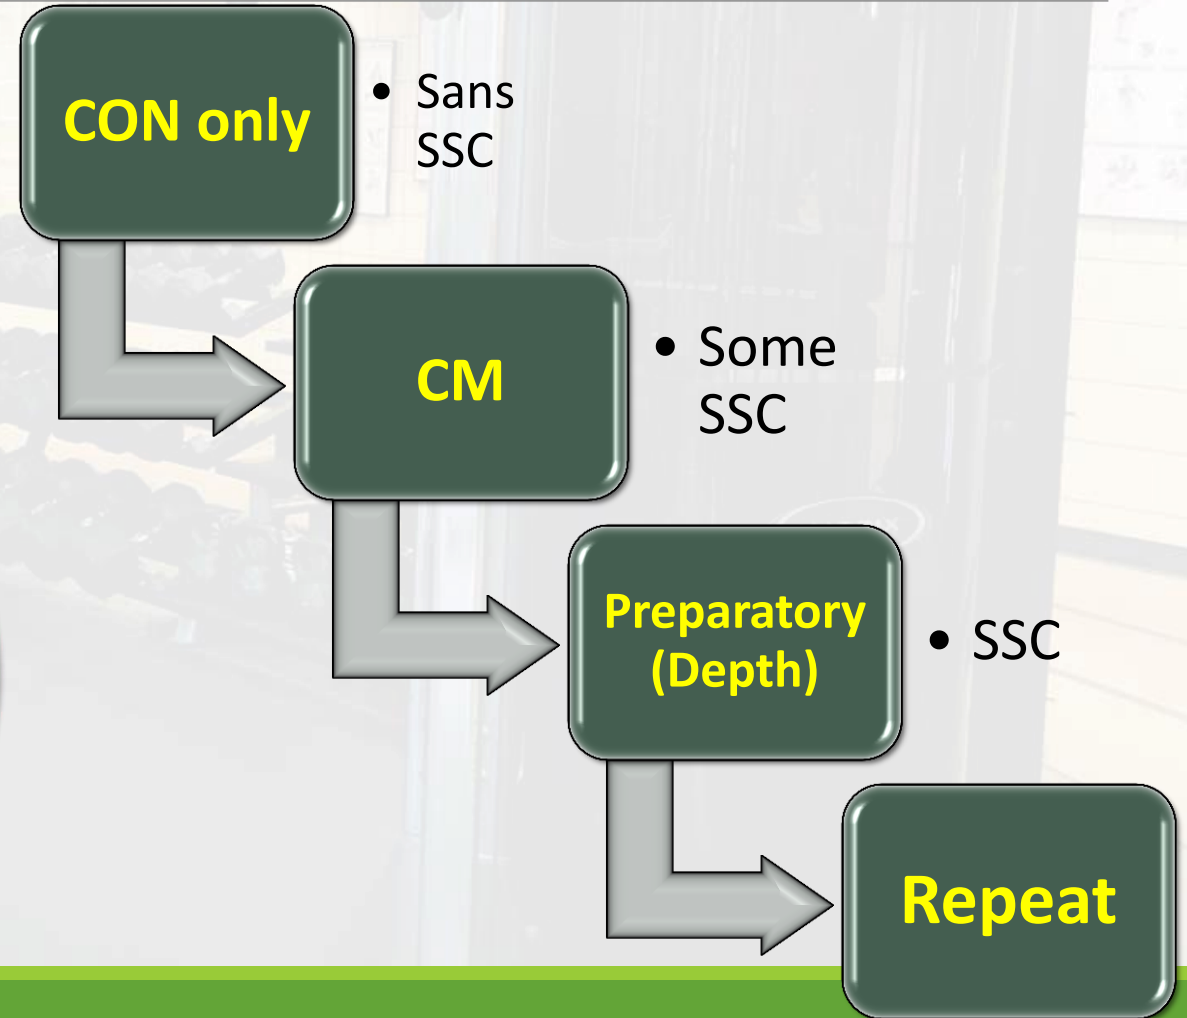 CON only
• Sans
SSC
CM
• Some
SSC
Preparatory
(Depth)
• SSC
Repeat